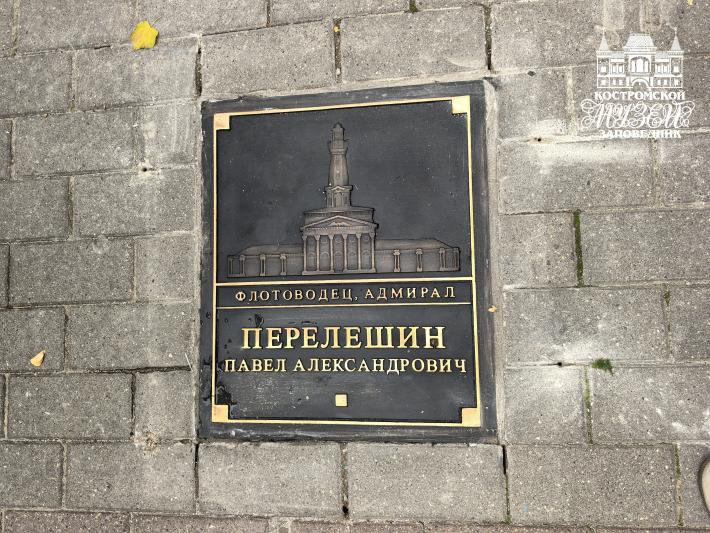 КОСТРОМСКОЙ
МУЗЕЙ
ЗАПОВЕДНИК
ФЛОТОВОДЕЦ, АДМИРАЛ
ПЕРЕЛЕШИН
ПАВЕЛ АЛЕКСАНДРОВИЧ